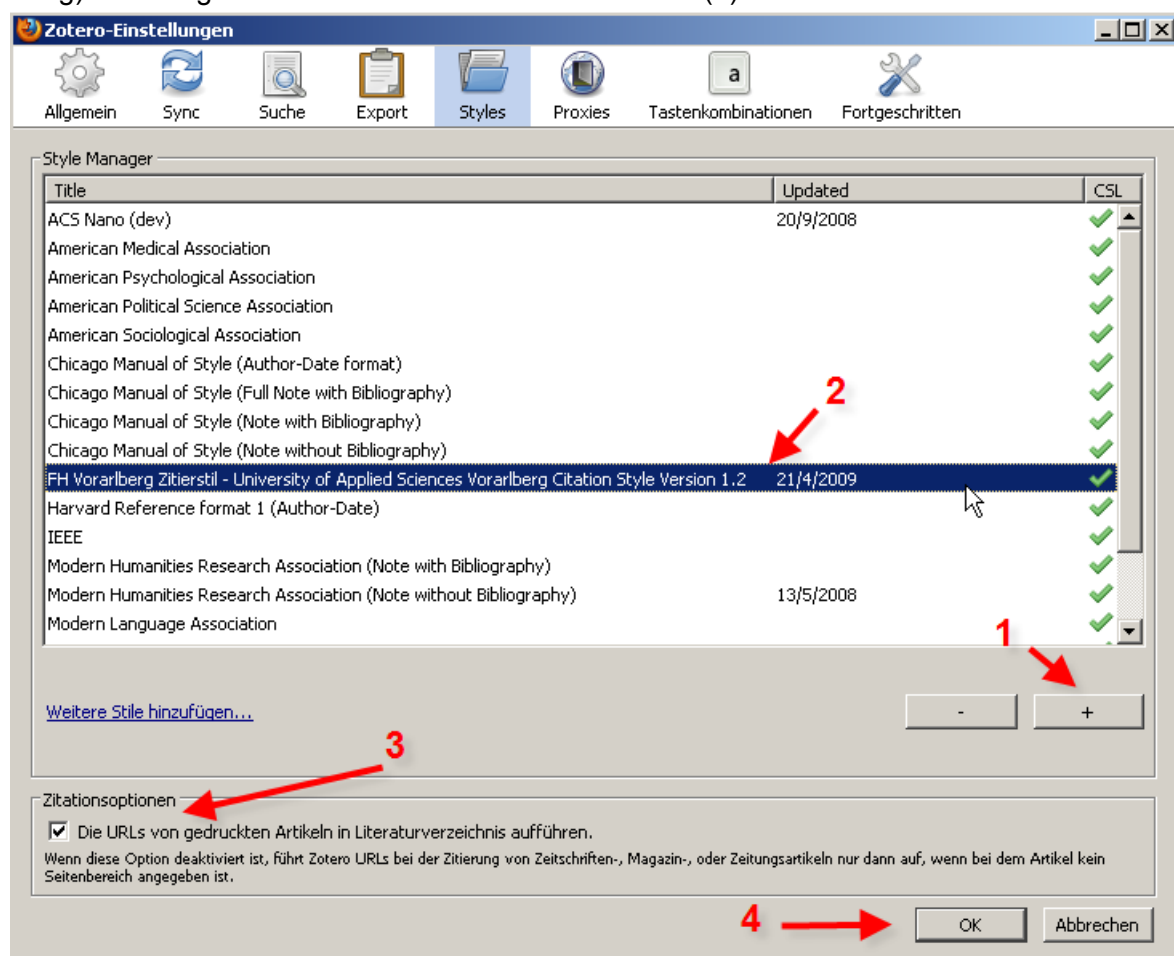 Zotero-Einstellungen
a
Allgemein Sync Suche Export Styles Proxies Tastenkombinationen Fortgeschritten
Style Manager
Title Updated CSL
ACS Nano (dev) 20/9/2008
American Medical Association
American Psychological Association
American Political Science Association
American Sociological Association
Chicago Manual of Style (Author-Date format)
Chicago Manual of Style (Full Note with Bibliography)
2
Chicago Manual of Style (Note with Bibliography)
Chicago Manual of Style (Note without Bibliography)
FH Vorarlberg Zitierstil - University of Applied Sciences Vorarlberg Citation Style Version 1.2 21/4/2009
Harvard Reference format 1 (Author-Date)
IEEE
Modern Humanities Research Association (Note with Bibliography)
Modern Humanities Research Association (Note without Bibliography) 13/5/2008
Modern Language Association
1
Weitere Stile hinzufügen... - +
3
Zitationsoptionen
Die URLs von gedruckten Artikeln in Literaturverzeichnis aufführen.
Wenn diese Option deaktiviert ist, führt Zotero URLs bei der Zitierung von Zeitschriften-, Magazin-, oder Zeitungsartikeln nur dann auf, wenn bei dem Artikel kein
Seitenbereich angegeben ist.
4 OK Abbrechen